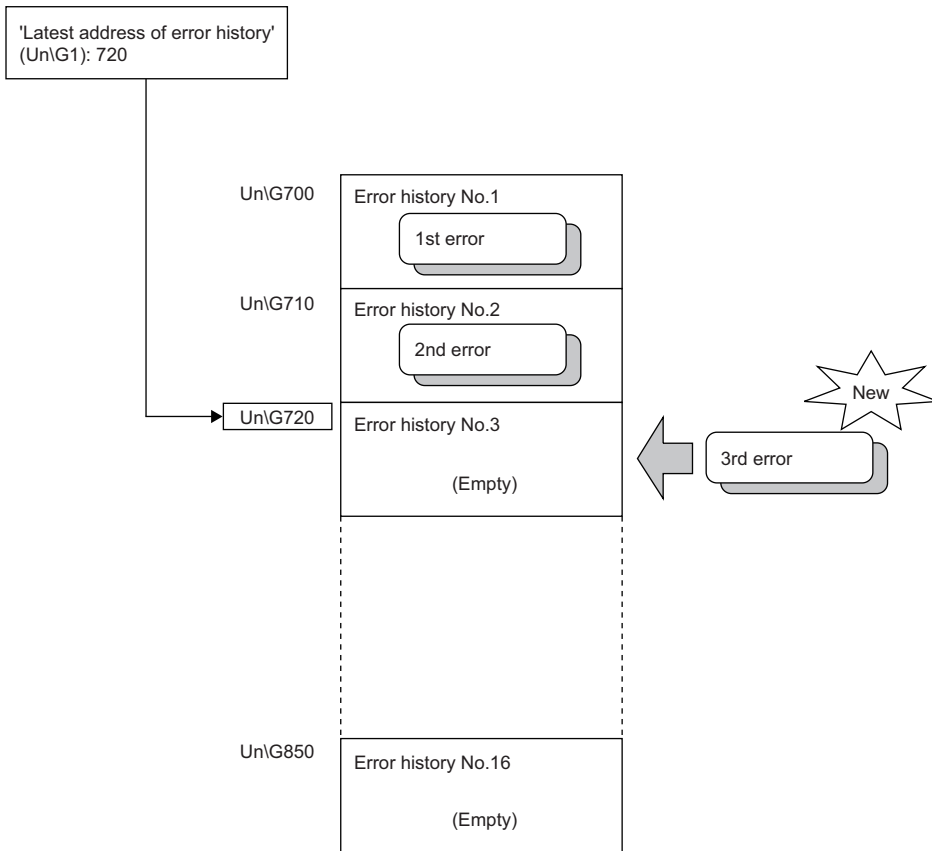 'Latest address of error history'
(Un\G1): 720
Un\G700
Error history No.1
1st error
Un\G710
Error history No.2
2nd error
New
Un\G720
Error history No.3
3rd error
(Empty)
Un\G850
Error history No.16
(Empty)